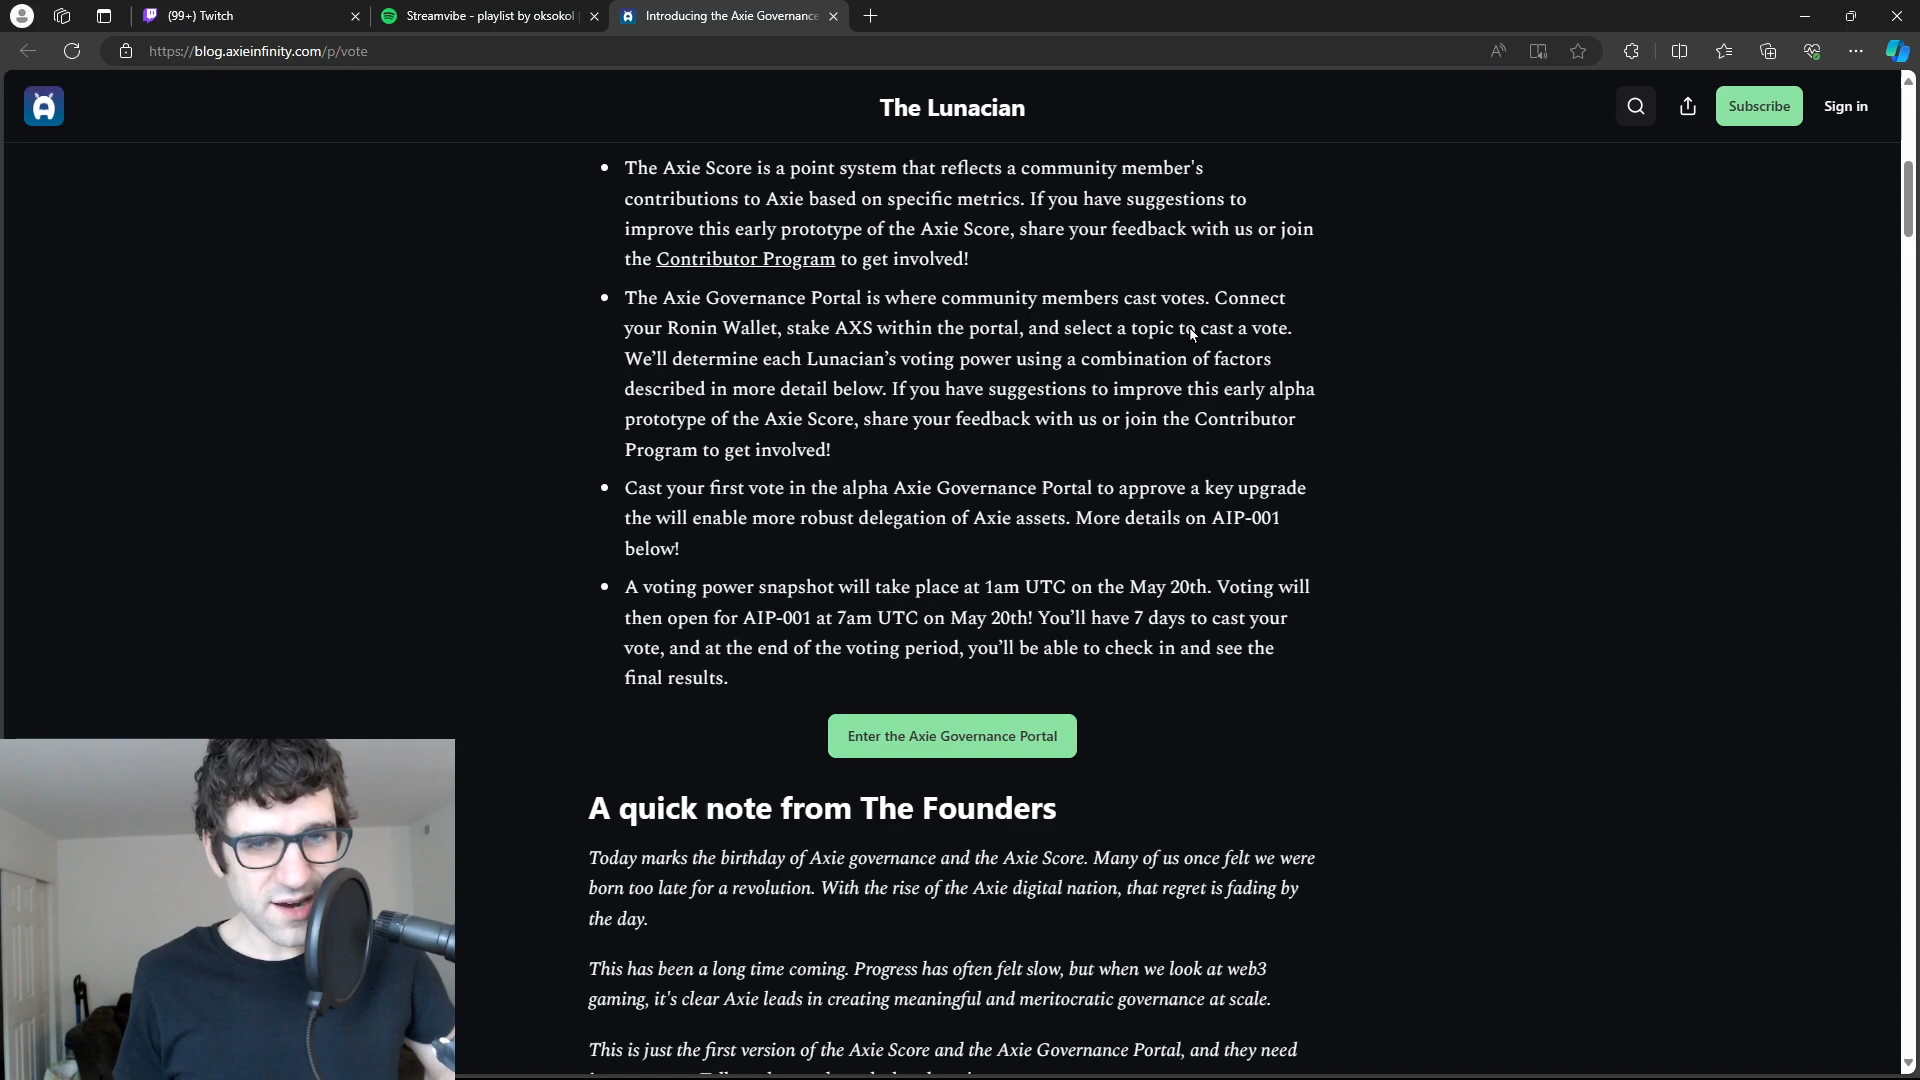 (99+) Twitch
Streamvibe - playlist by oksokol
Introducing the Axie Governance
https://blog.axieinfinity.com/p/vote
The Lunacian
Subscribe
Sign in
• The Axie Score is a point system that reflects a community member's
contributions to Axie based on specific metrics. If you have suggestions to
improve this early prototype of the Axie Score, share your feedback with us or join
the Contributor Program to get involved!
• The Axie Governance Portal is where community members cast votes. Connect
your Ronin Wallet, stake AXS within the portal, and select a topic to cast a vote.
We’ll determine each Lunacian’s voting power using a combination of factors
described in more detail below. If you have suggestions to improve this early alpha
prototype of the Axie Score, share your feedback with us or join the Contributor
Program to get involved!
• Cast your first vote in the alpha Axie Governance Portal to approve a key upgrade
the will enable more robust delegation of Axie assets. More details on AIP-001
below!
• A voting power snapshot will take place at 1am UTC on the May 20th. Voting will
then open for AIP-001 at 7am UTC on May 20th! You’ll have 7 days to cast your
vote, and at the end of the voting period, you’ll be able to check in and see the
final results.
Enter the Axie Governance Portal
A quick note from The Founders
Today marks the birthday of Axie governance and the Axie Score. Many of us once felt we were
born too late for a revolution. With the rise of the Axie digital nation, that regret is fading by
the day.
This has been a long time coming. Progress has often felt slow, but when we look at web3
gaming, it's clear Axie leads in creating meaningful and meritocratic governance at scale.
This is just the first version of the Axie Score and the Axie Governance Portal, and they need